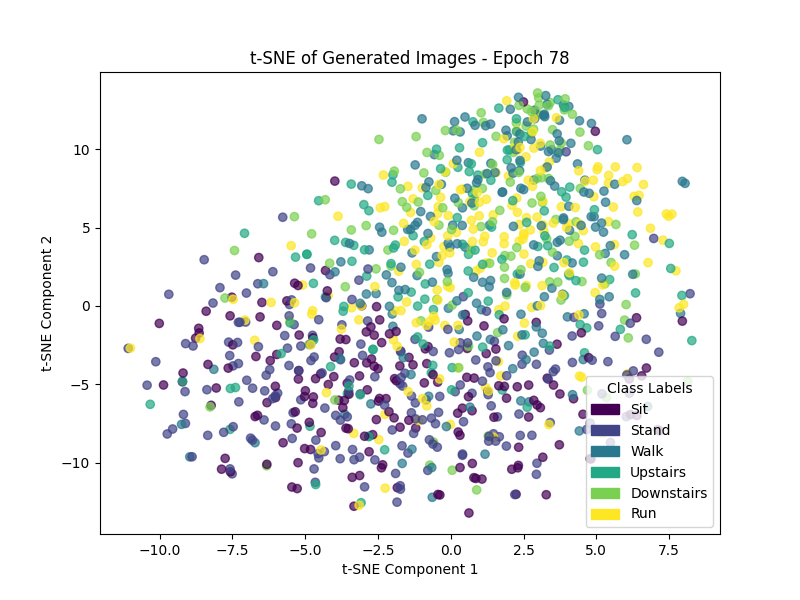 t-SNE of Generated Images - Epoch 78
t-SNE Component 2
10
5
0
−5
−10
Class Labels
Sit
Stand
Walk
Upstairs
Downstairs
Run
−10.0 −7.5 −5.0 −2.5 0.0 2.5 5.0 7.5
t-SNE Component 1